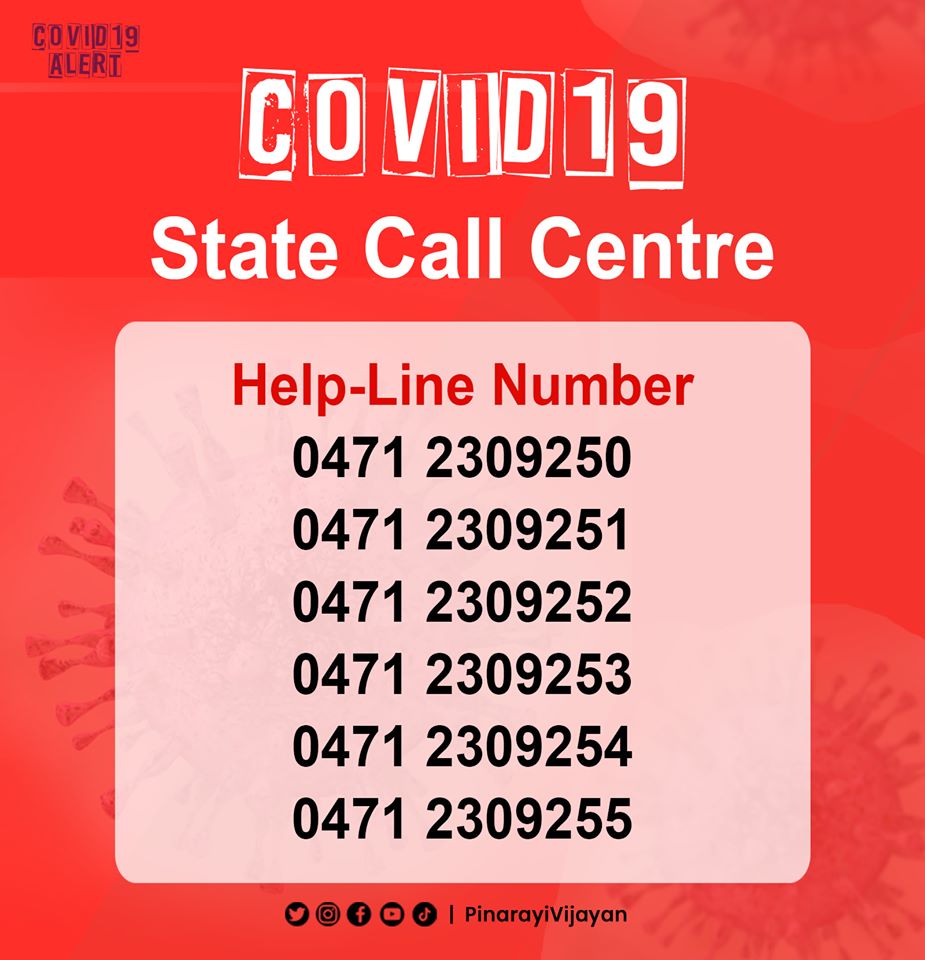 COVID19
ALERT
COVID19
State Call Centre
Help-Line Number
0471 2309250
0471 2309251
0471 2309252
0471 2309253
0471 2309254
0471 2309255
| PinarayiVijayan